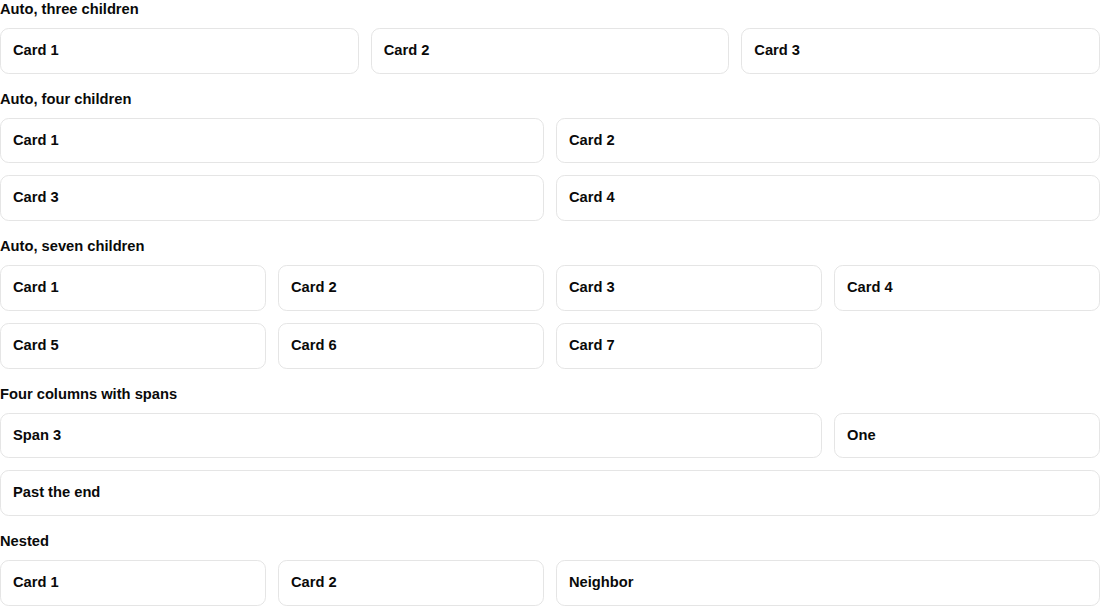 Auto, three children
Card 1 Card 2 Card 3
Auto, four children
Card 1 Card 2
Card 3 Card 4
Auto, seven children
Card 1 Card 2 Card 3 Card 4
Card 5 Card 6 Card 7
Four columns with spans
Span 3 One
Past the end
Nested
Card 1 Card 2 Neighbor